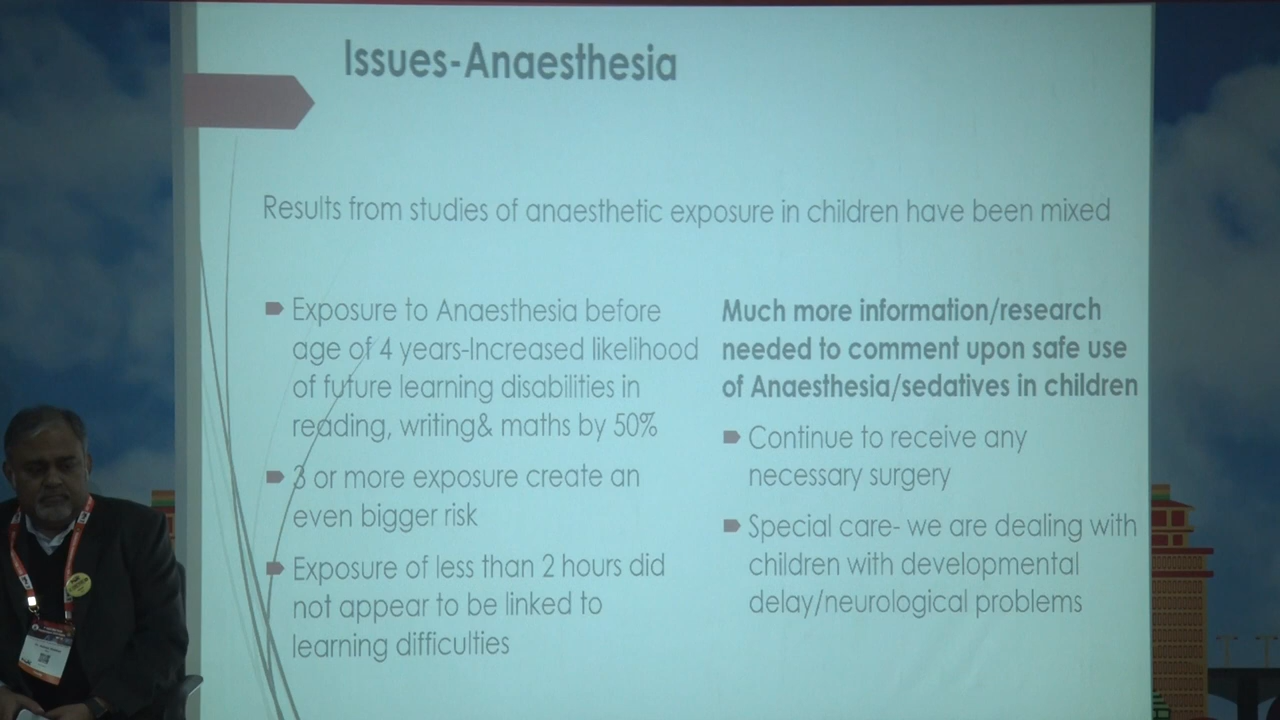 Issues-Anaesthesia
Results from studies of anaesthetic exposure in children have been mixed
Exposure to Anaesthesia before
age of 4 years-Increased likelihood
of future learning disabilities in
reading, writing& maths by 50%
3 or more exposure create an
even bigger risk
Exposure of less than 2 hours did
not appear to be linked to
learning difficulties
Much more information/research
needed to comment upon safe use
of Anaesthesia/sedatives in children
Continue to receive any
necessary surgery
Special care- we are dealing with
children with developmental
delay/neurological problems